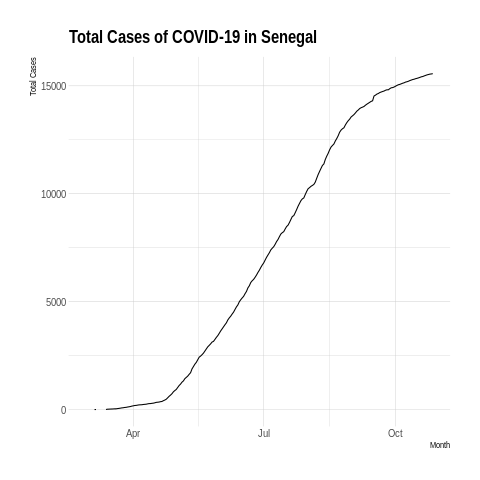 Total Cases of COVID-19 in Senegal
Total Cases
15000
10000
5000
0
Apr Jul Oct
Month